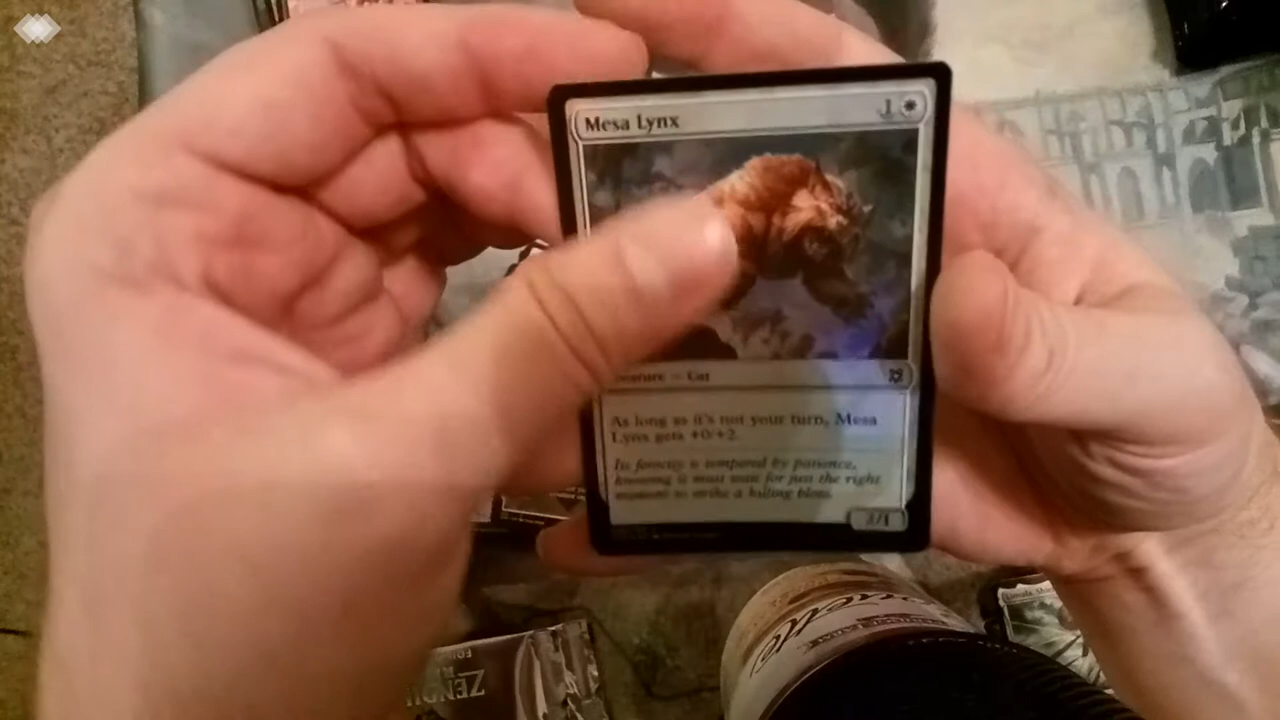 Mesa Lynx
1
Creature — Cat
As long as it's not your turn, Mesa
Lynx gets +0/+2.
Its ferocity is tempered by patience,
knowing it must wait for just the right
moment to strike a killing blow.
2/1
ZENDI